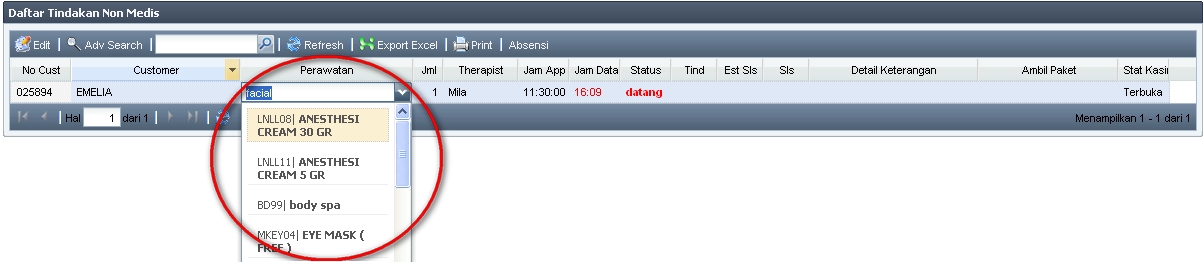 Daftar Tindakan Non Medis
Edit | Adv Search | Refresh | Export Excel | Print | Absensi
No Cust Customer Perawatan Jml Therapist Jam App Jam Data Status Tind Est Sls Sls Detail Keterangan Ambil Paket Stat Kasi
025894 EMELIA facial 1 Mila 11:30:00 16:09 datang Terbuka
Hal 1 dari 1 Menampilkan 1 - 1 dari 1
LNLL08| ANESTHESI
CREAM 30 GR
LNLL11| ANESTHESI
CREAM 5 GR
BD99| body spa
MKEY04| EYE MASK (
FREE )